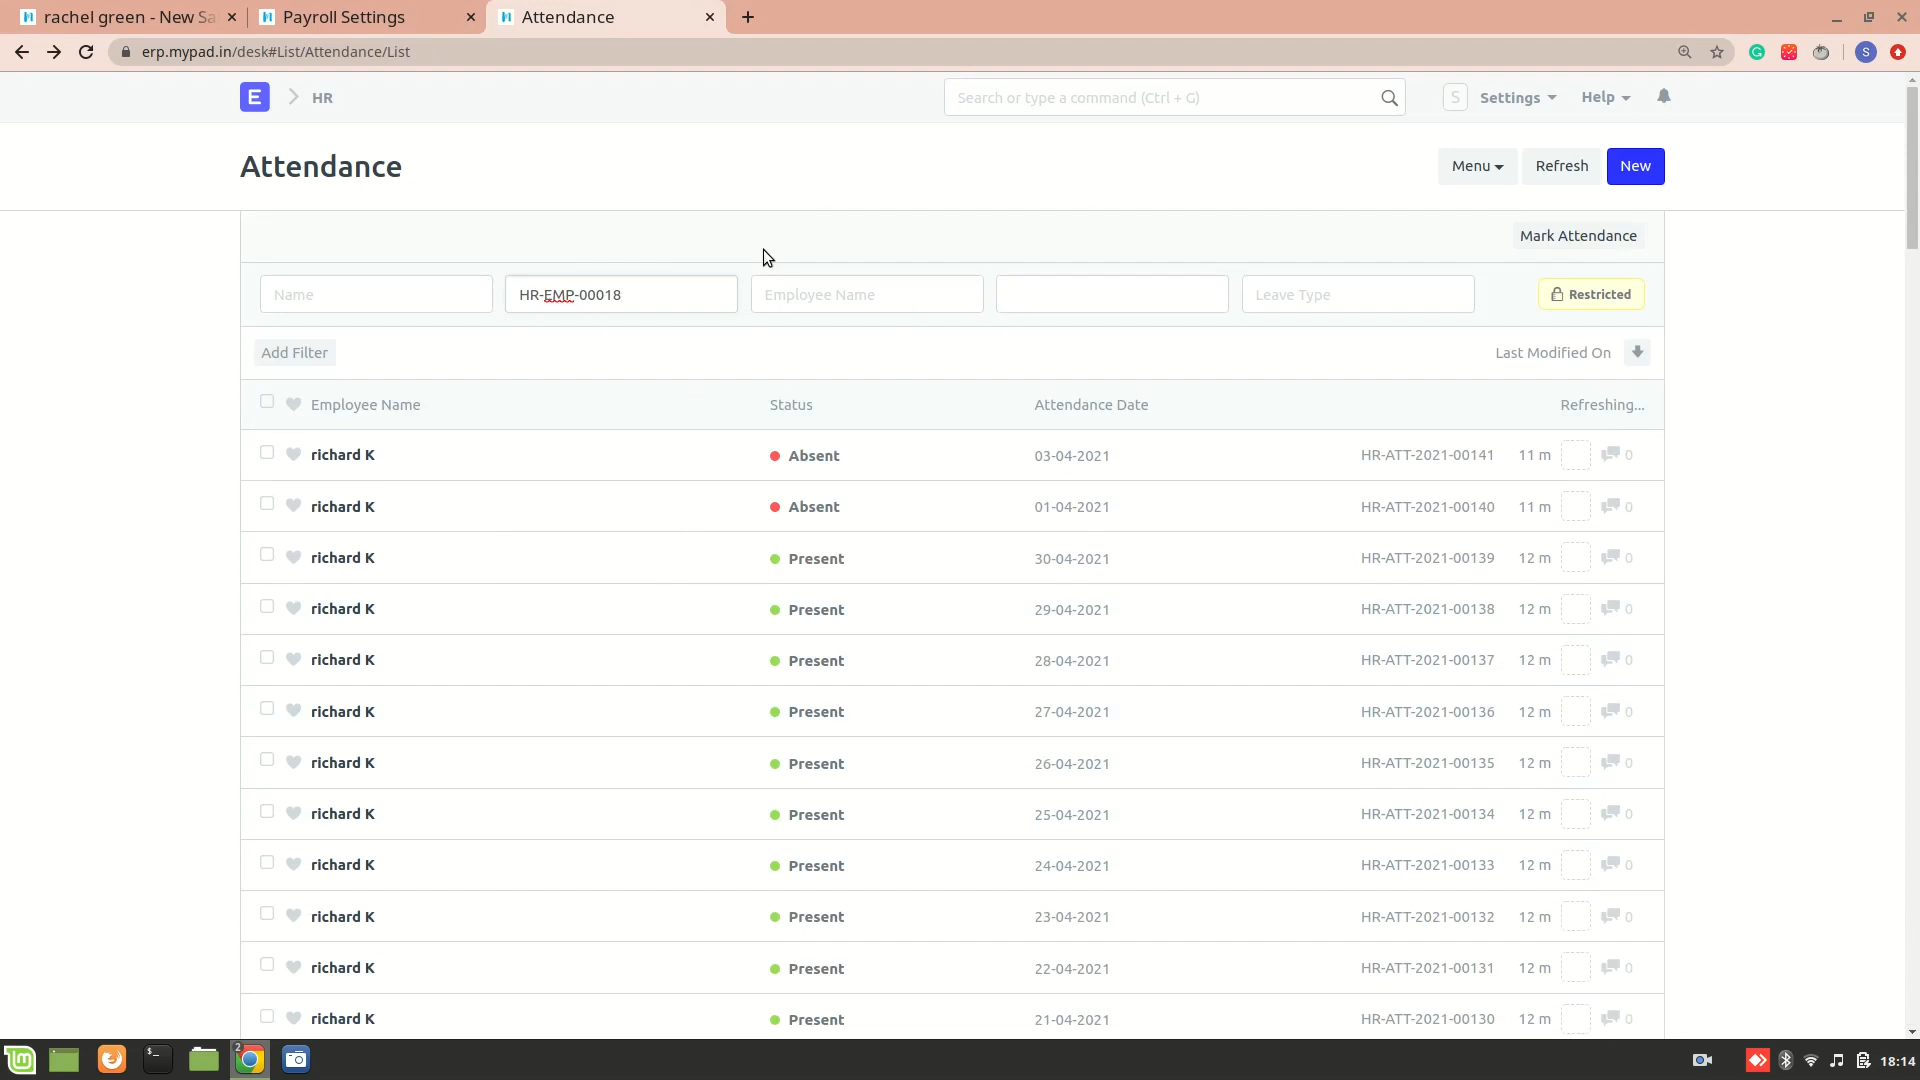 rachel green - New Sa
Payroll Settings
Attendance
erp.mypad.in/desk#List/Attendance/List
S
E
HR
Search or type a command (Ctrl + G)
S
Settings
Help
Attendance
Menu
Refresh
New
Mark Attendance
Name
HR-EMP-00018
Employee Name
Leave Type
Restricted
Add Filter
Last Modified On
Employee Name Status Attendance Date Refreshing...
richard K Absent 03-04-2021 HR-ATT-2021-00141 11 m 0
richard K Absent 01-04-2021 HR-ATT-2021-00140 11 m 0
richard K Present 30-04-2021 HR-ATT-2021-00139 12 m 0
richard K Present 29-04-2021 HR-ATT-2021-00138 12 m 0
richard K Present 28-04-2021 HR-ATT-2021-00137 12 m 0
richard K Present 27-04-2021 HR-ATT-2021-00136 12 m 0
richard K Present 26-04-2021 HR-ATT-2021-00135 12 m 0
richard K Present 25-04-2021 HR-ATT-2021-00134 12 m 0
richard K Present 24-04-2021 HR-ATT-2021-00133 12 m 0
richard K Present 23-04-2021 HR-ATT-2021-00132 12 m 0
richard K Present 22-04-2021 HR-ATT-2021-00131 12 m 0
richard K Present 21-04-2021 HR-ATT-2021-00130 12 m 0
2
18:14